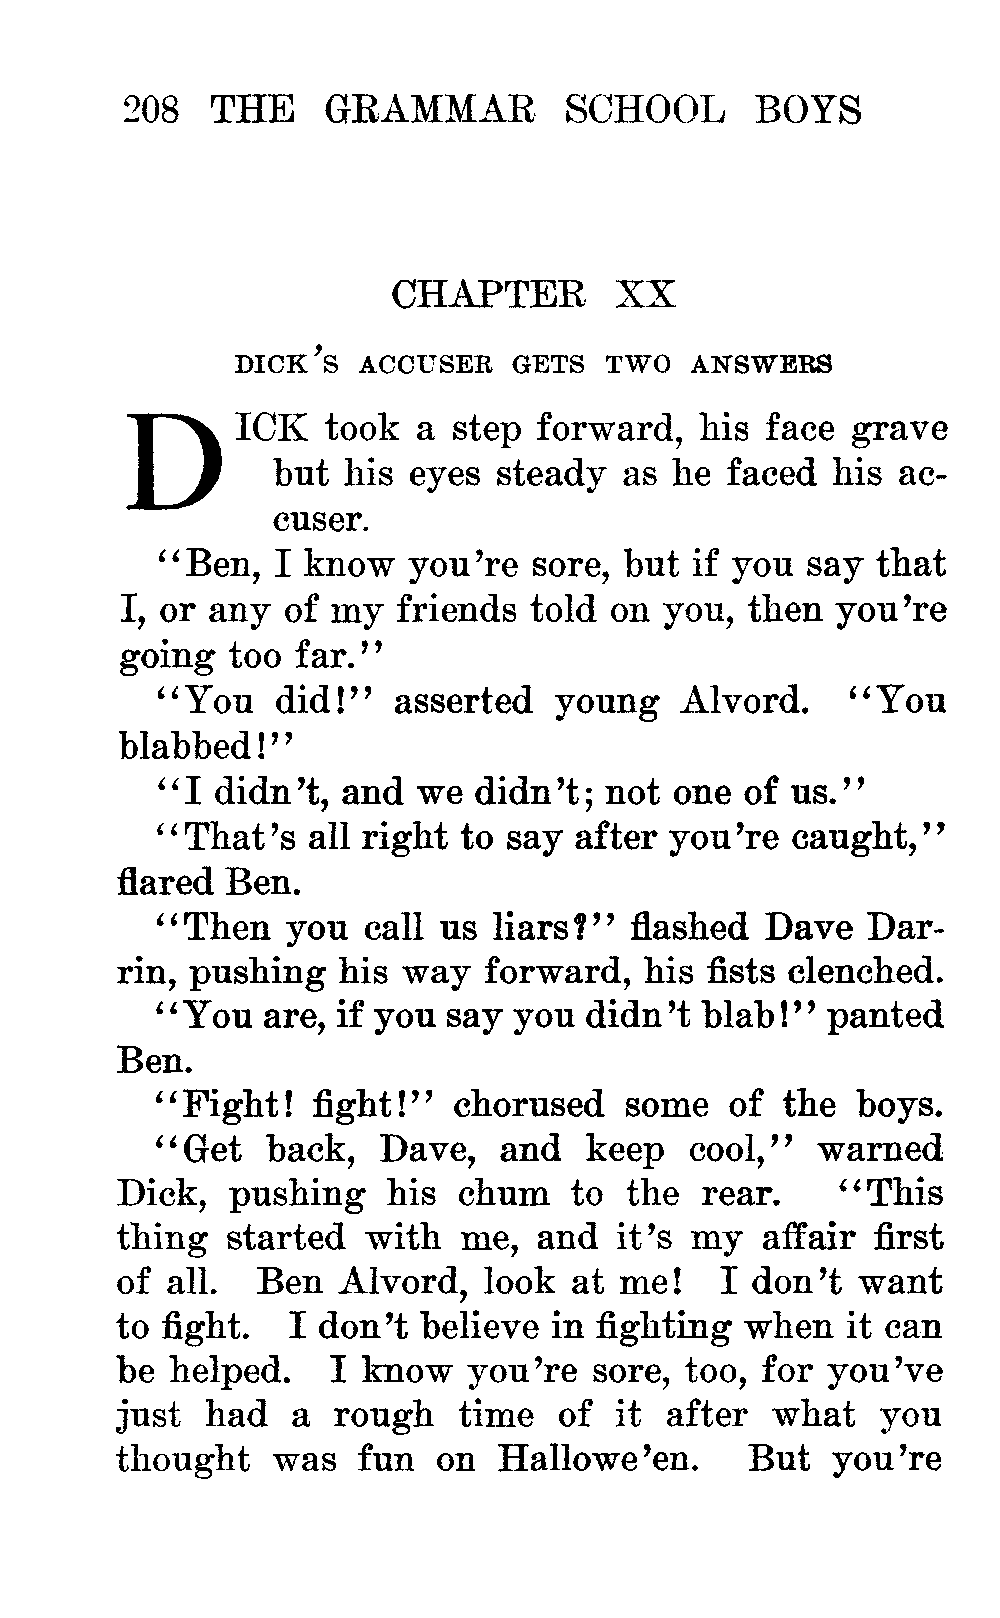 208 THE GRAMMAR SCHOOL BOYS
CHAPTER XX
DICK'S ACCUSER GETS TWO ANSWERS
DICK took a step forward, his face grave
but his eyes steady as he faced his ac-
cuser.
"Ben, I know you're sore, but if you say that
I, or any of my friends told on you, then you're
going too far."
"You did!" asserted young Alvord. "You
blabbed!"
"I didn't, and we didn't; not one of us."
"That's all right to say after you're caught,"
flared Ben.
"Then you call us liars?" flashed Dave Dar-
rin, pushing his way forward, his fists clenched.
"You are, if you say you didn't blab!" panted
Ben.
"Fight! fight!" chorused some of the boys.
"Get back, Dave, and keep cool," warned
Dick, pushing his chum to the rear. "This
thing started with me, and it's my affair first
of all. Ben Alvord, look at me! I don't want
to fight. I don't believe in fighting when it can
be helped. I know you're sore, too, for you've
just had a rough time of it after what you
thought was fun on Hallowe'en. But you're